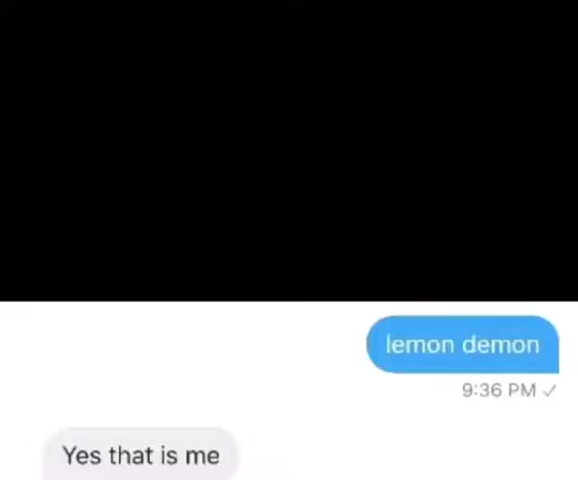 lemon demon
9:36 PM ✓
Yes that is me